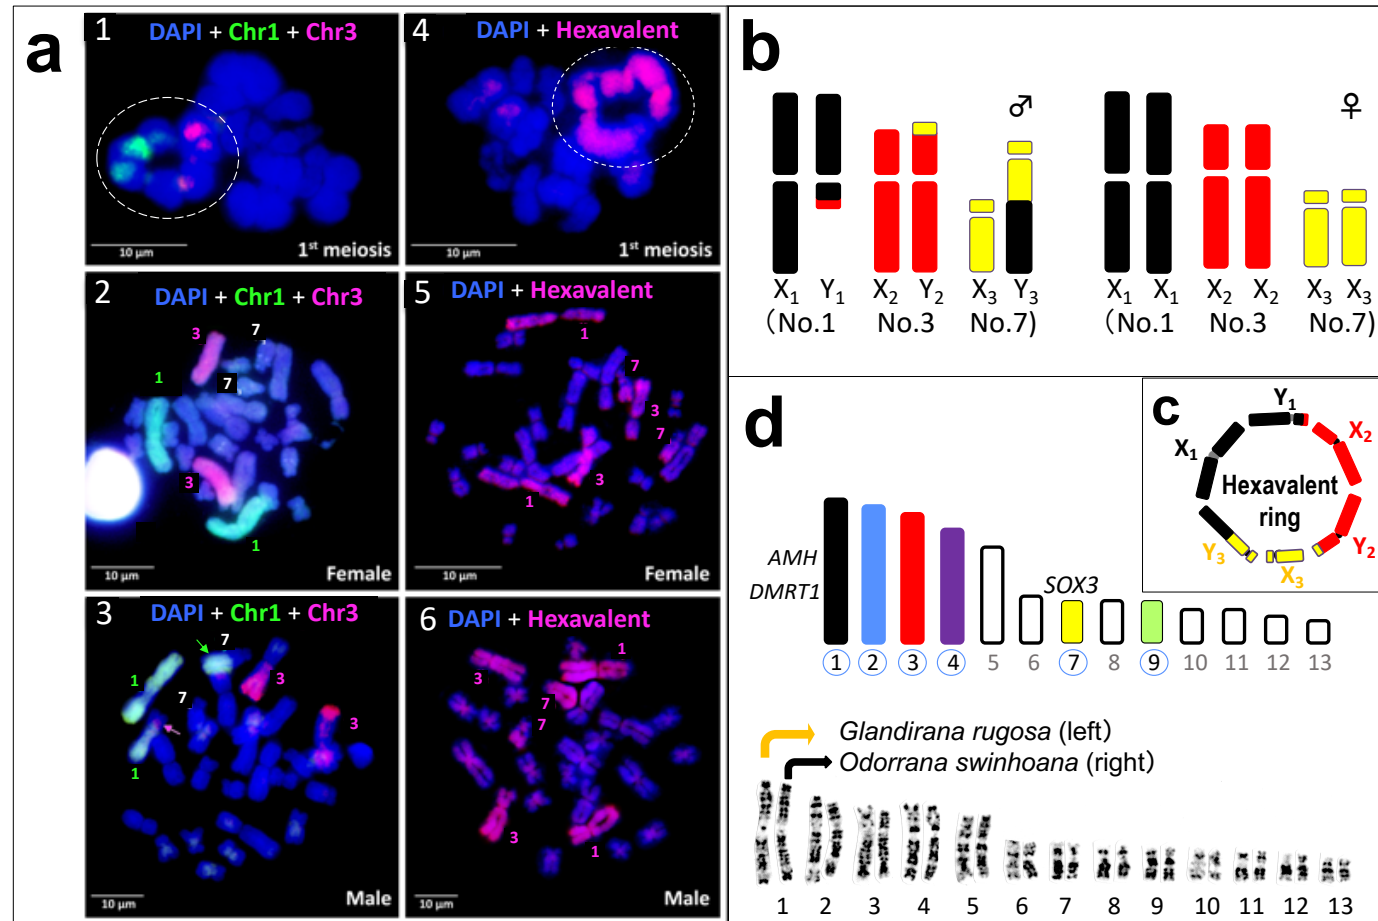 a
1
DAPI + Chr1 + Chr3
10 μm
1st meiosis
4
DAPI + Hexavalent
10 μm
1st meiosis
2
DAPI + Chr1 + Chr3
3
7
7
1
3
1
10 μm
Female
5
DAPI + Hexavalent
1
7
3
7
3
1
10 μm
Female
3
DAPI + Chr1 + Chr3
7
1
3
7
3
1
10 μm
Male
6
DAPI + Hexavalent
1
3
7
7
3
1
10 μm
Male
b
♂
♀
X1 Y1 X2 Y2 X3 Y3
(No.1 No.3 No.7)
X1 X1 X2 X2 X3 X3
(No.1 No.3 No.7)
c
Y1
X2
X1
Hexavalent
ring
Y3
Y2
X3
d
AMH
DMRT1
SOX3
1 2 3 4 5 6 7 8 9 10 11 12 13
Glandirana rugosa (left)
Odorrana swinhoana (right)
1 2 3 4 5 6 7 8 9 10 11 12 13